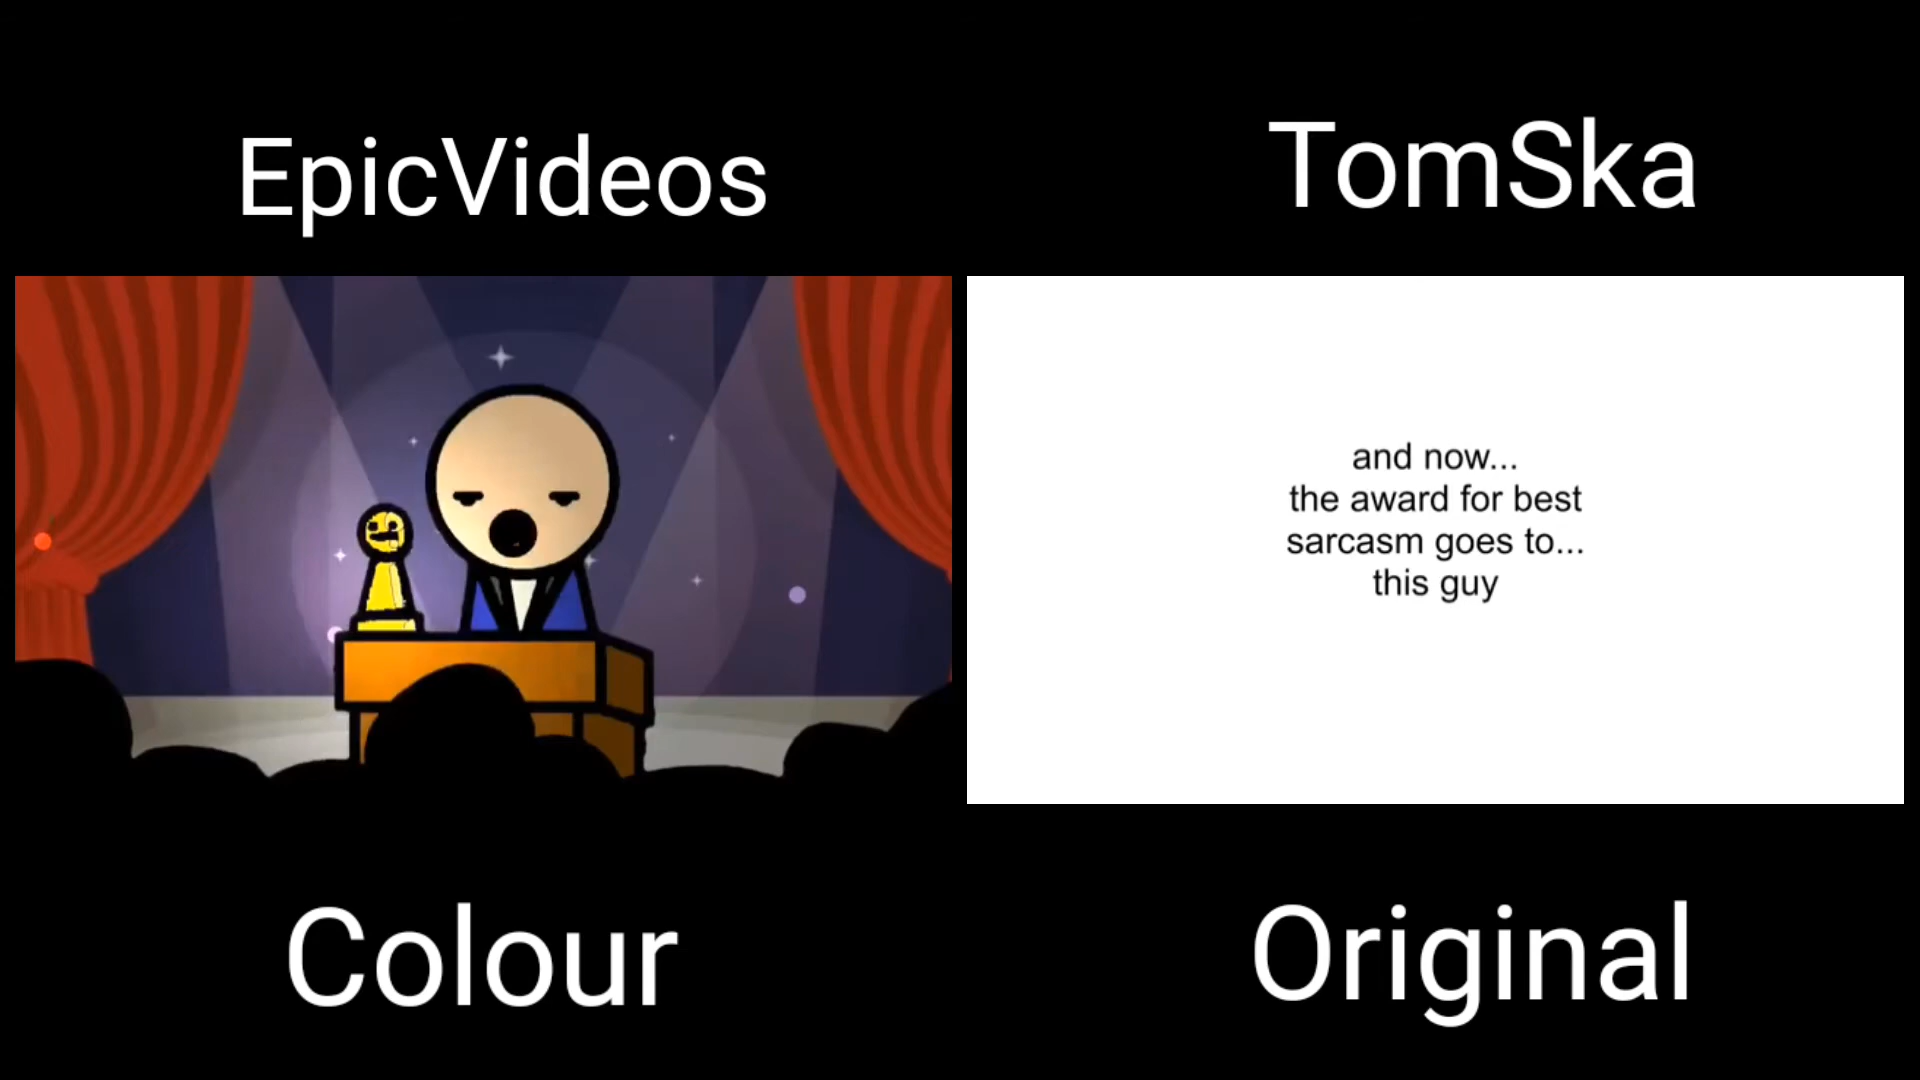 EpicVideos
TomSka
and now...
the award for best
sarcasm goes to...
this guy
Colour
Original